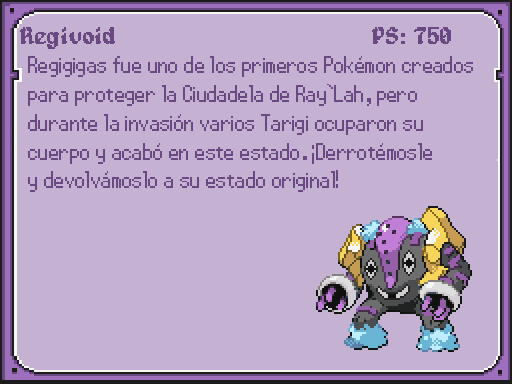 Regivoid PS: 750
Regigigas fue uno de los primeros Pokémon creados
para proteger la Ciudadela de Ray`Lah, pero
durante la invasión varios Tarigi ocuparon su
cuerpo y acabó en este estado.¡Derrotémosle
y devolvámoslo a su estado original!